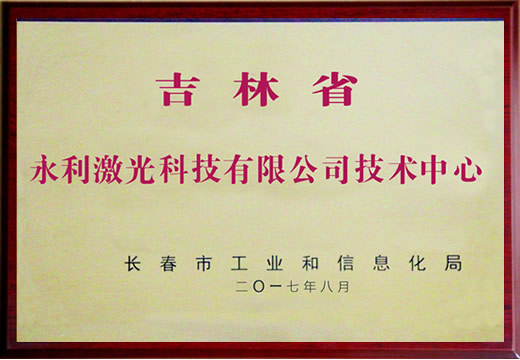 吉林省
永利激光科技有限公司技术中心
长春市工业和信息化局
二〇一七年八月